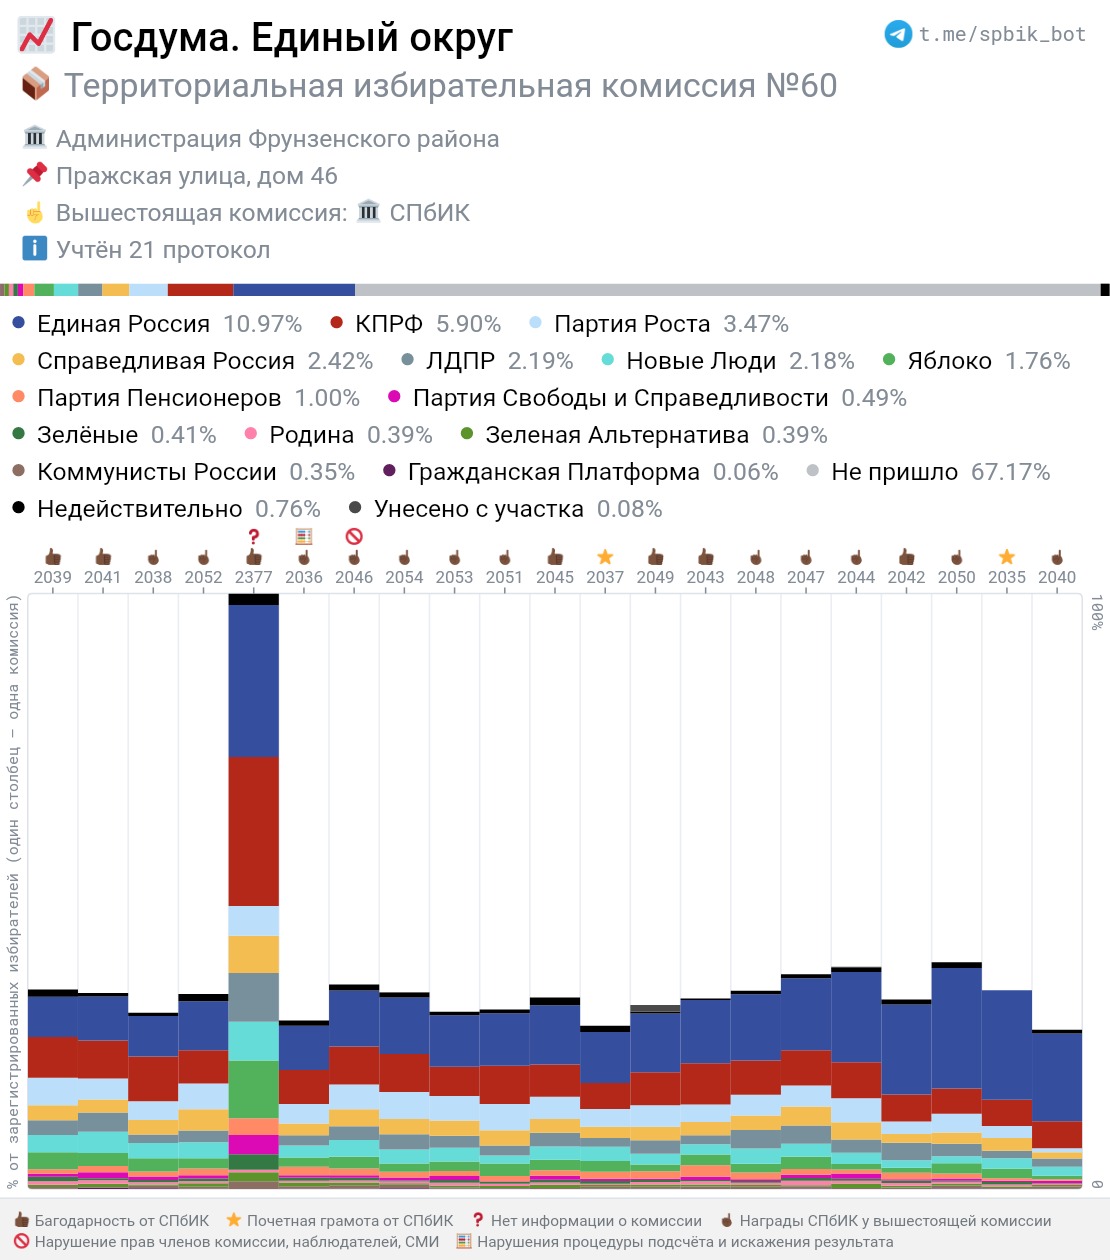 Госдума. Единый округ
t.me/spbik_bot
Территориальная избирательная комиссия №60
Администрация Фрунзенского района
Пражская улица, дом 46
Вышестоящая комиссия: СПбИК
Учтён 21 протокол
Единая Россия 10.97% КПРФ 5.90% Партия Роста 3.47%
Справедливая Россия 2.42% ЛДПР 2.19% Новые Люди 2.18% Яблоко 1.76%
Партия Пенсионеров 1.00% Партия Свободы и Справедливости 0.49%
Зелёные 0.41% Родина 0.39% Зеленая Альтернатива 0.39%
Коммунисты России 0.35% Гражданская Платформа 0.06% Не пришло 67.17%
Недействительно 0.76% Унесено с участка 0.08%
2039 2041 2038 2052 2377 2036 2046 2054 2053 2051 2045 2037 2049 2043 2048 2047 2044 2042 2050 2035 2040
% от зарегистрированных избирателей (один столбец – одна комиссия)
100%
0
Багодарность от СПбИК Почетная грамота от СПбИК ? Нет информации о комиссии Награды СПбИК у вышестоящей комиссии
Нарушение прав членов комиссии, наблюдателей, СМИ Нарушения процедуры подсчёта и искажения результата